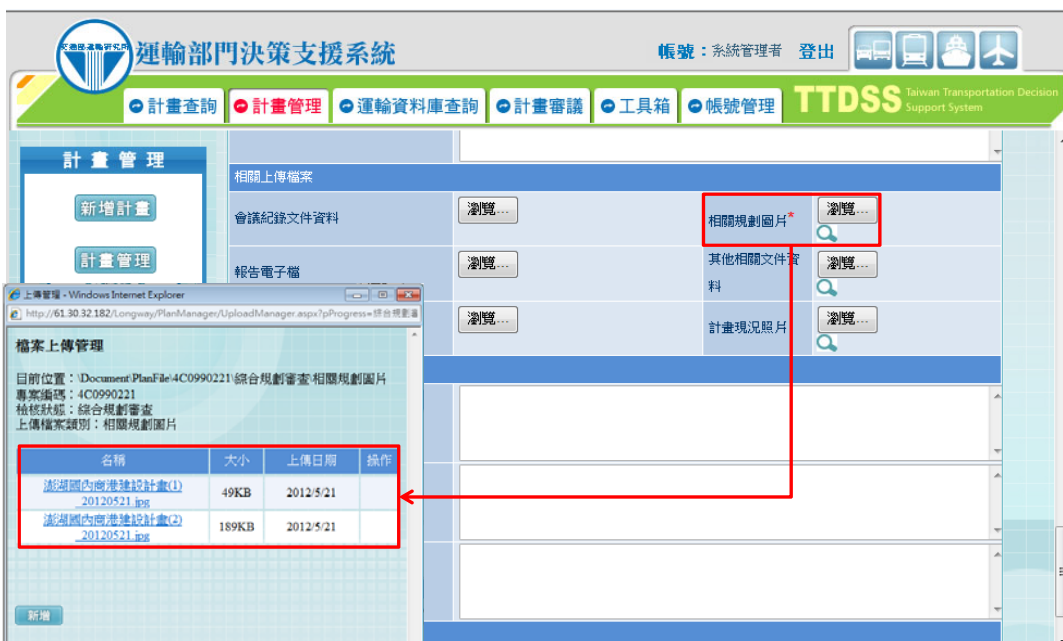 交通部運輸研究所
運輸部門決策支援系統
帳號：系統管理者 登出
計畫查詢 計畫管理 運輸資料庫查詢 計畫審議 工具箱 帳號管理
TTDSS Taiwan Transportation Decision
Support System
計畫管理
新增計畫
計畫管理
相關上傳檔案
會議紀錄文件資料 瀏覽... 相關規劃圖片* 瀏覽...
報告電子檔 瀏覽... 其他相關文件資
料 瀏覽...
瀏覽... 計畫現況照片 瀏覽...
上傳管理 - Windows Internet Explorer
http://61.30.32.182/Longway/PlanManager/UploadManager.aspx?pProgress=綜合規劃審
檔案上傳管理
目前位置：\Document\PlanFile\4C0990221\綜合規劃審查\相關規劃圖片
專案編碼：4C0990221
檢核狀態：綜合規劃審查
上傳檔案類別：相關規劃圖片
名稱 大小 上傳日期 操作
澎湖國內商港建設計畫(1)
_20120521.jpg 49KB 2012/5/21
澎湖國內商港建設計畫(2)
_20120521.jpg 189KB 2012/5/21
新增